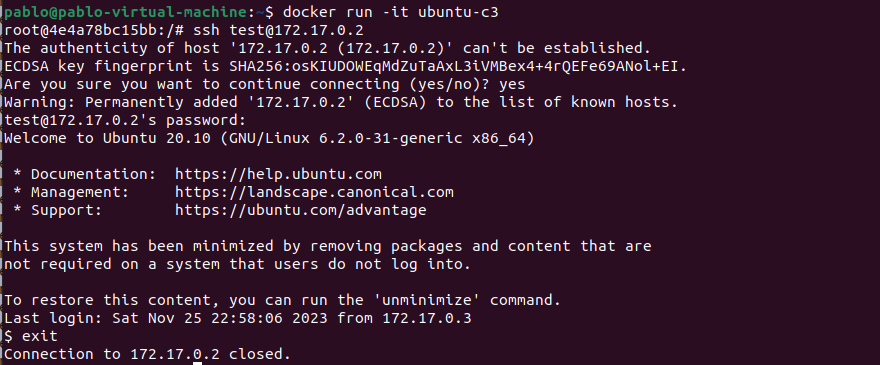 pablo@pablo-virtual-machine:~$ docker run -it ubuntu-c3
root@4e4a78bc15bb:/# ssh test@172.17.0.2
The authenticity of host '172.17.0.2 (172.17.0.2)' can't be established.
ECDSA key fingerprint is SHA256:osKIUDOWEqMdZuTaAxL3iVMBex4+4rQEFe69ANol+EI.
Are you sure you want to continue connecting (yes/no)? yes
Warning: Permanently added '172.17.0.2' (ECDSA) to the list of known hosts.
test@172.17.0.2's password:
Welcome to Ubuntu 20.10 (GNU/Linux 6.2.0-31-generic x86_64)
 * Documentation:  https://help.ubuntu.com
 * Management:     https://landscape.canonical.com
 * Support:        https://ubuntu.com/advantage
This system has been minimized by removing packages and content that are
not required on a system that users do not log into.
To restore this content, you can run the 'unminimize' command.
Last login: Sat Nov 25 22:58:06 2023 from 172.17.0.3
$ exit
Connection to 172.17.0.2 closed.